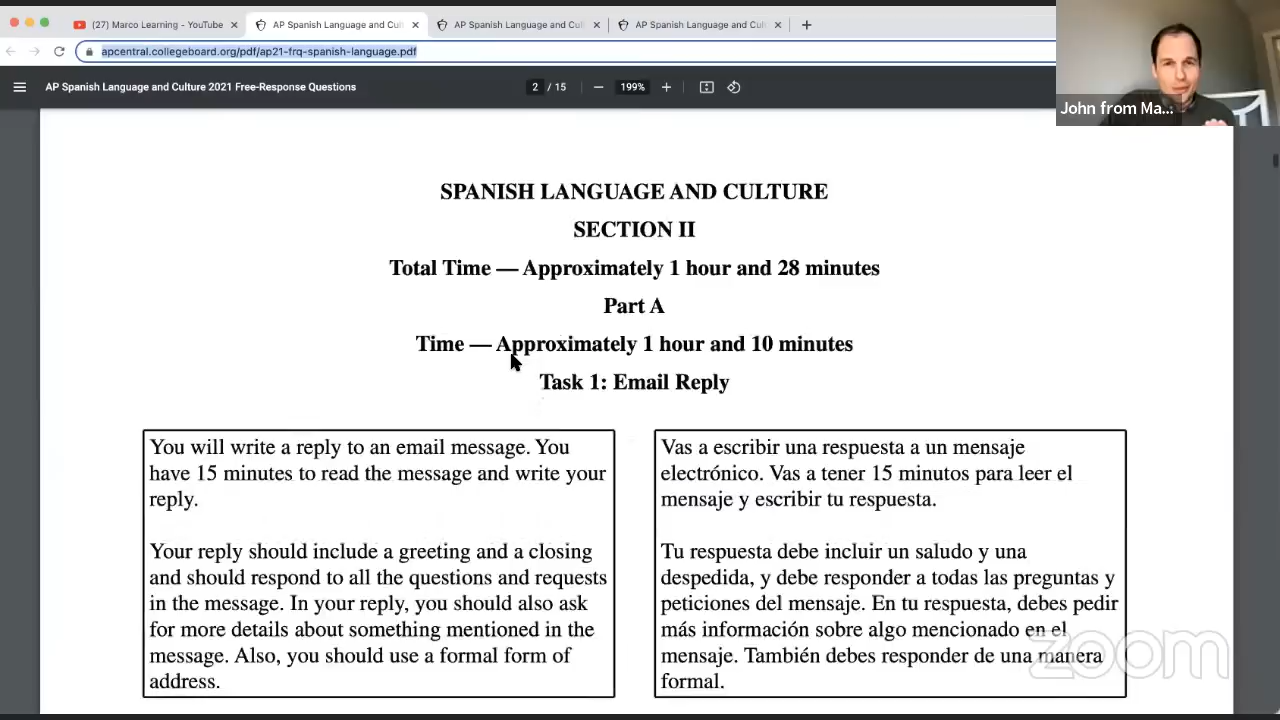 (27) Marco Learning - YouTube
AP Spanish Language and Cul
AP Spanish Language and Cul
AP Spanish Language and Cul
apcentral.collegeboard.org/pdf/ap21-frq-spanish-language.pdf
AP Spanish Language and Culture 2021 Free-Response Questions
2 / 15
199%
John from Ma...
SPANISH LANGUAGE AND CULTURE
SECTION II
Total Time — Approximately 1 hour and 28 minutes
Part A
Time — Approximately 1 hour and 10 minutes
Task 1: Email Reply
You will write a reply to an email message. You
have 15 minutes to read the message and write your
reply.
Your reply should include a greeting and a closing
and should respond to all the questions and requests
in the message. In your reply, you should also ask
for more details about something mentioned in the
message. Also, you should use a formal form of
address.
Vas a escribir una respuesta a un mensaje
electrónico. Vas a tener 15 minutos para leer el
mensaje y escribir tu respuesta.
Tu respuesta debe incluir un saludo y una
despedida, y debe responder a todas las preguntas y
peticiones del mensaje. En tu respuesta, debes pedir
más información sobre algo mencionado en el
mensaje. También debes responder de una manera
formal.
zoom